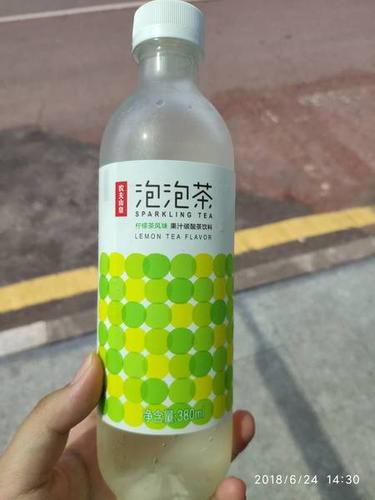 农夫山泉
泡泡茶
SPARKLING TEA
柠檬茶风味 果汁碳酸茶饮料
LEMON TEA FLAVOR
净含量:380ml
2018/6/24 14:30